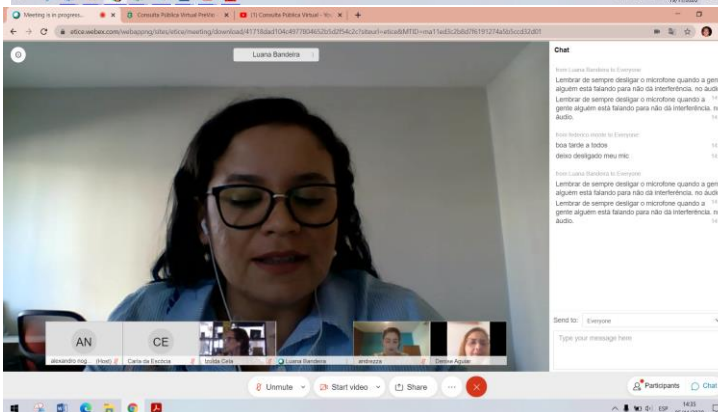 Meeting is in progress...
Consulta Pública Virtual
(1) Consulta Pública Virtual - You
Luana Bandeira
Chat
from Luana Bandeira to Everyone:
Lembrar de sempre desligar o microfone quando a gen
alguém está falando para não dá interferência. no áudio
Lembrar de sempre desligar o microfone quando a
gente alguém está falando para não dá interferência. no
áudio.
boa tarde a todos
deixo desligado meu mic
from Luana Bandeira to Everyone:
Lembrar de sempre desligar o microfone quando a gen
alguém está falando para não dá interferência. no áudio
Lembrar de sempre desligar o microfone quando a
gente alguém está falando para não dá interferência. no
áudio.
AN
CE
alexandro nog... (Host)
Carla da Escócia
Izolda Cela
Luana Bandeira
andrezza
Denise Aguiar
Send to: Everyone
Type your message here
Unmute
Start video
Share
Participants
Chat
ESP
14:33